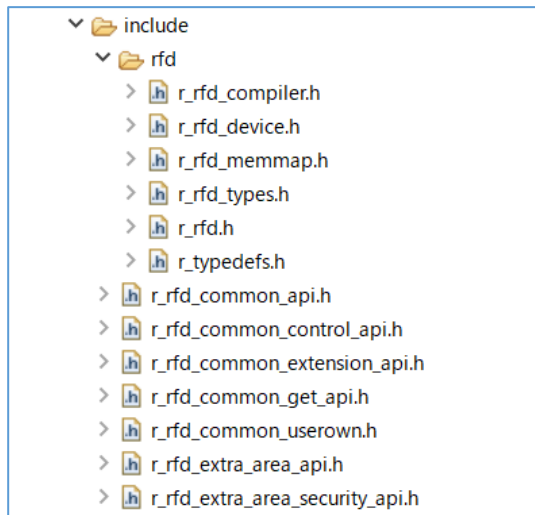 include
rfd
r_rfd_compiler.h
r_rfd_device.h
r_rfd_memmap.h
r_rfd_types.h
r_rfd.h
r_typedefs.h
r_rfd_common_api.h
r_rfd_common_control_api.h
r_rfd_common_extension_api.h
r_rfd_common_get_api.h
r_rfd_common_userown.h
r_rfd_extra_area_api.h
r_rfd_extra_area_security_api.h